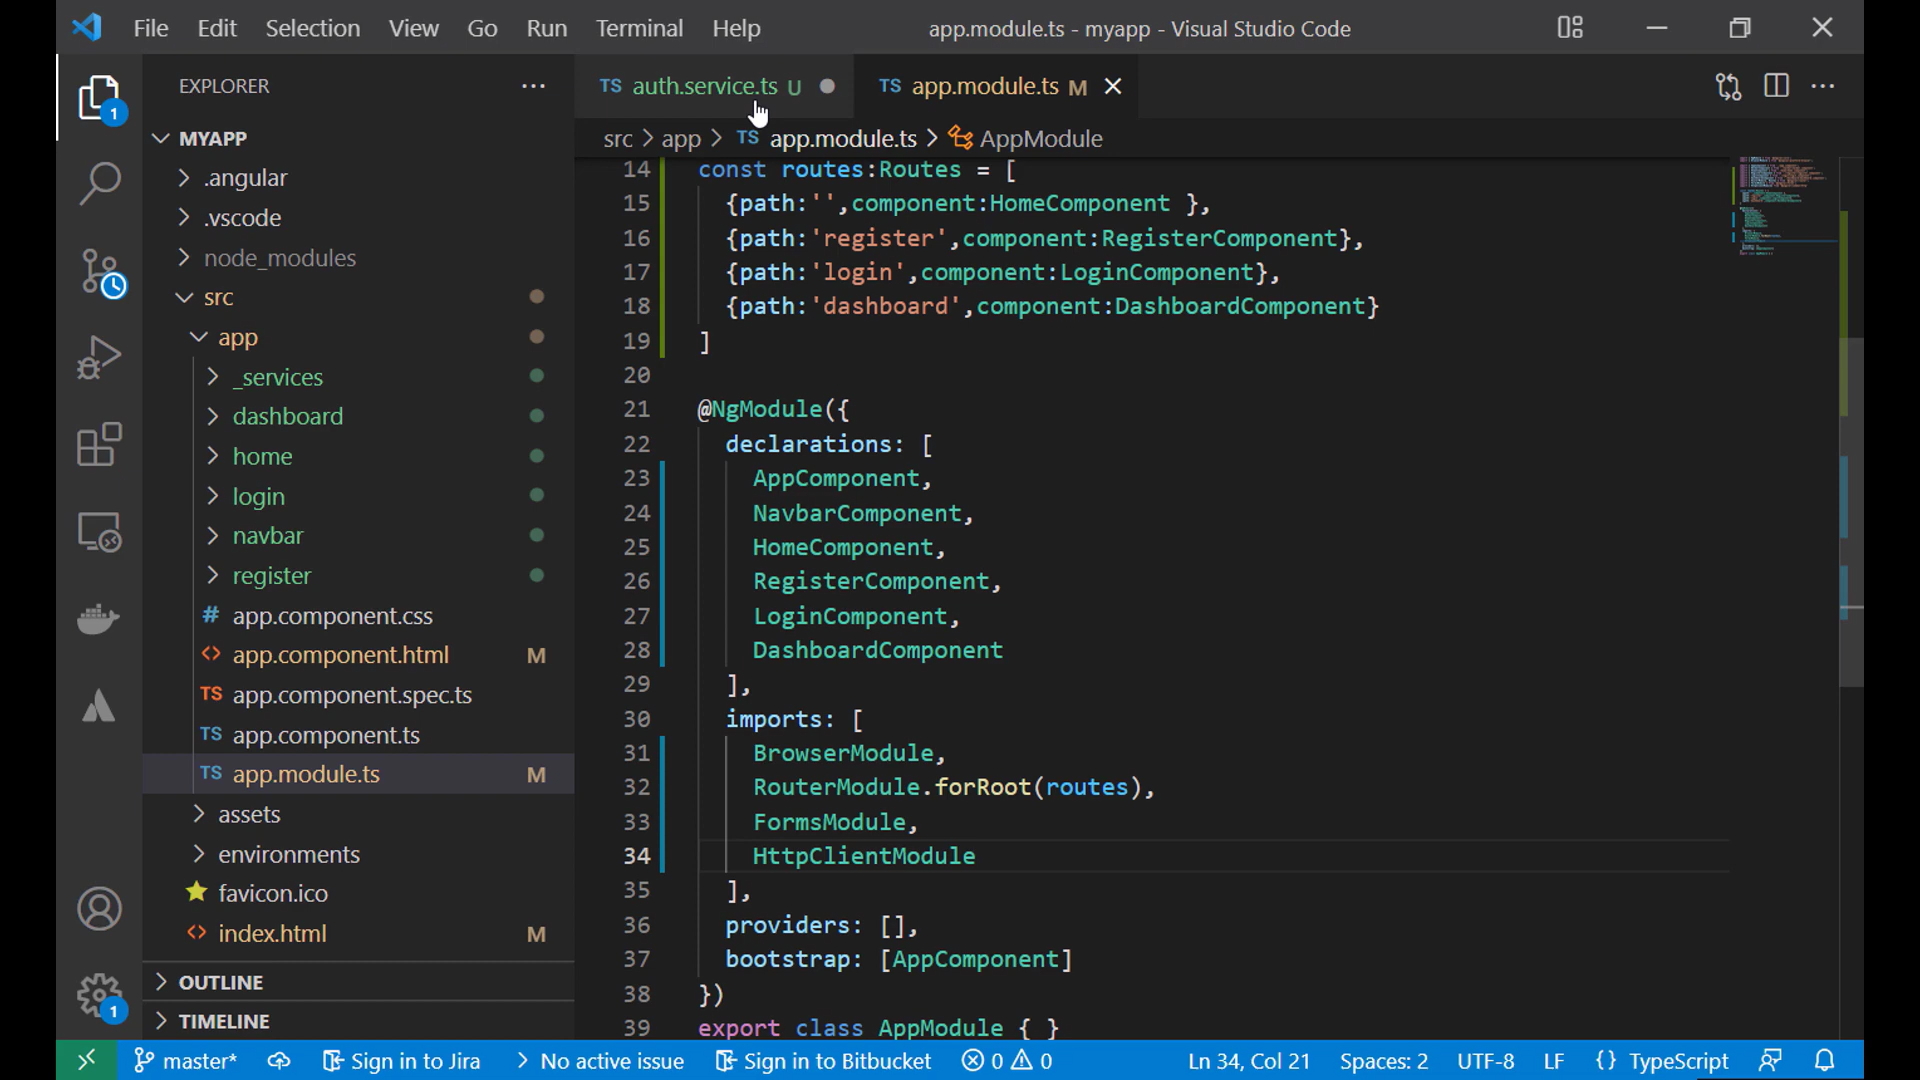 File Edit Selection View Go Run Terminal Help app.module.ts - myapp - Visual Studio Code
EXPLORER
TS auth.service.ts U TS app.module.ts M
MYAPP
src > app > TS app.module.ts > AppModule
.angular
.vscode
node_modules
src
app
_services
dashboard
home
login
navbar
register
# app.component.css
<> app.component.html M
TS app.component.spec.ts
TS app.component.ts
TS app.module.ts M
assets
environments
favicon.ico
<> index.html M
OUTLINE
TIMELINE
1
1
14 const routes:Routes = [
15 {path:'',component:HomeComponent },
16 {path:'register',component:RegisterComponent},
17 {path:'login',component:LoginComponent},
18 {path:'dashboard',component:DashboardComponent}
19 ]
20
21 @NgModule({
22 declarations: [
23 AppComponent,
24 NavbarComponent,
25 HomeComponent,
26 RegisterComponent,
27 LoginComponent,
28 DashboardComponent
29 ],
30 imports: [
31 BrowserModule,
32 RouterModule.forRoot(routes),
33 FormsModule,
34 HttpClientModule
35 ],
36 providers: [],
37 bootstrap: [AppComponent]
38 })
39 export class AppModule { }
master* Sign in to Jira No active issue Sign in to Bitbucket 0 0 Ln 34, Col 21 Spaces: 2 UTF-8 LF {} TypeScript